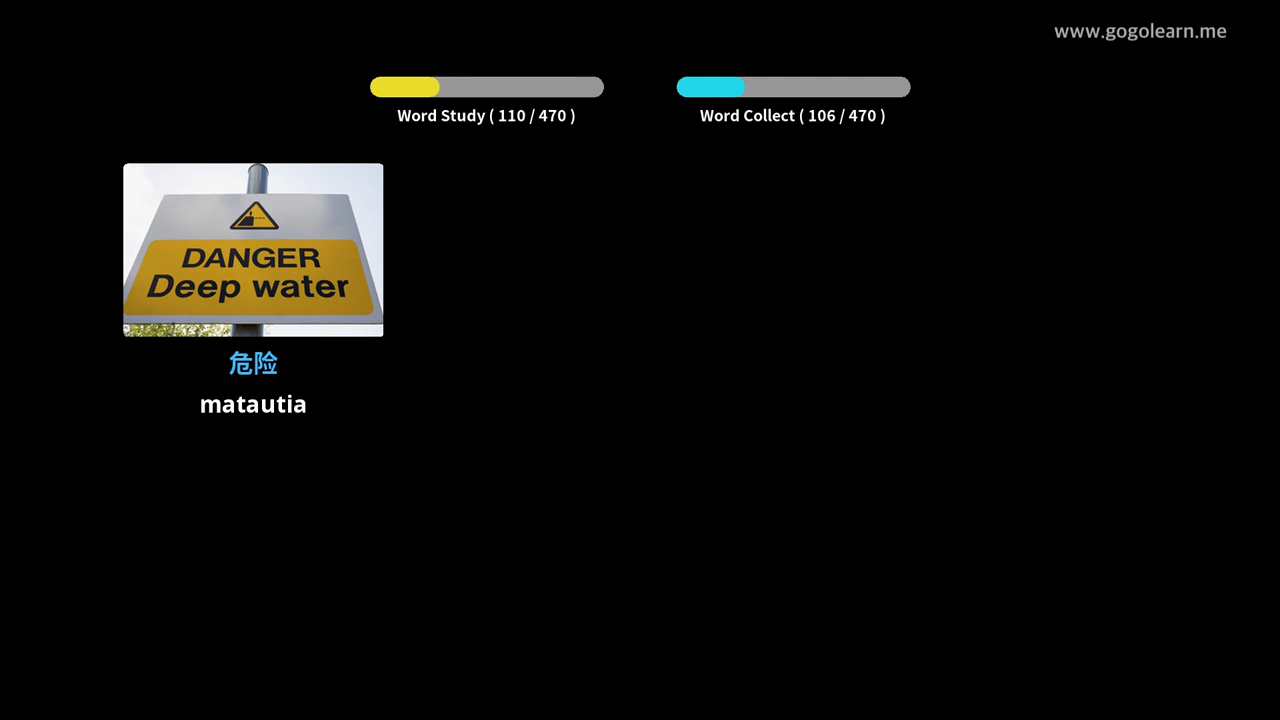 www.gogolearn.me
Word Study ( 110 / 470 )
Word Collect ( 106 / 470 )
DANGER
Deep water
危险
matautia